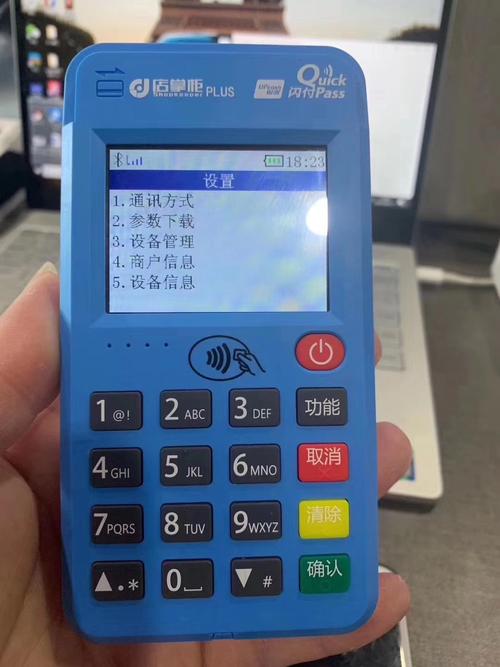 店掌柜 PLUS
Shopkeeper
UnionPay
银联
Quick
闪付Pass
18:23
设置
1.通讯方式
2.参数下载
3.设备管理
4.商户信息
5.设备信息
1 @! 2 ABC 3 DEF 功能
4 GHI 5 JKL 6 MNO 取消
7 PQRS 8 TUV 9 WXYZ 清除
▲.* 0 ▼ # 确认